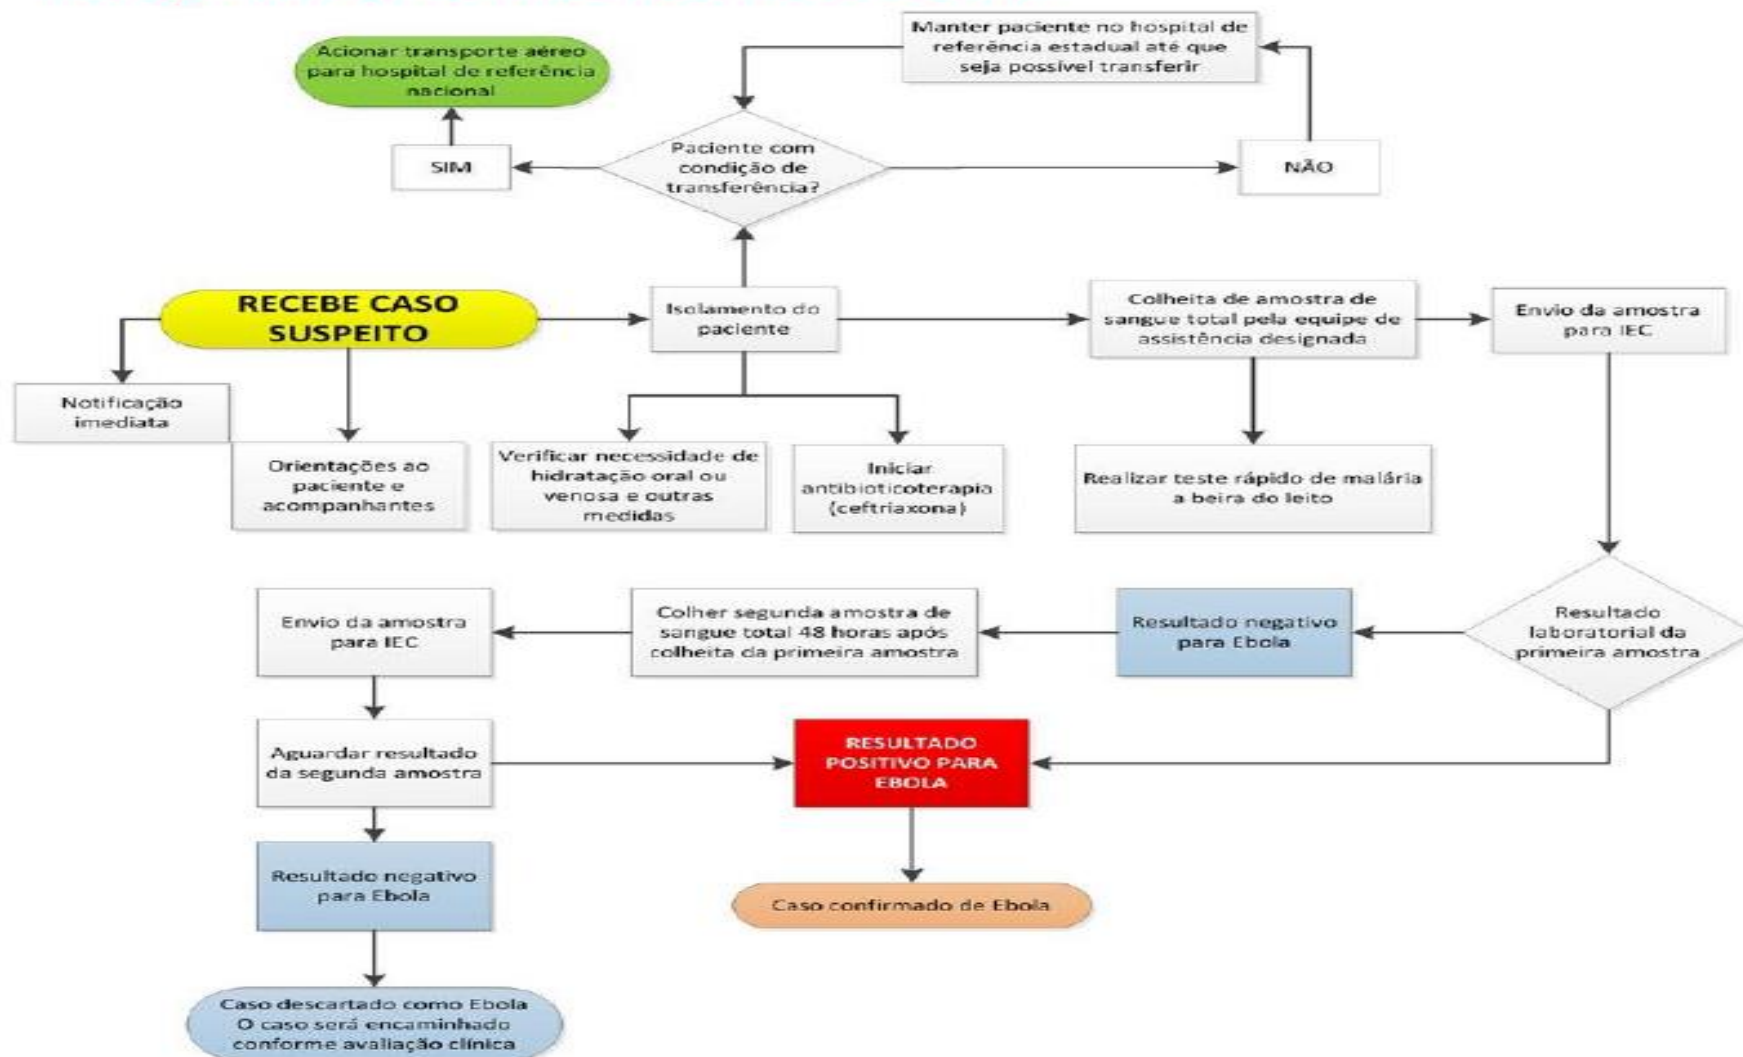 Manter paciente no hospital de
referência estadual até que
seja possível transferir
Acionar transporte aéreo
para hospital de referência
nacional
SIM
Paciente com
condição de
transferência?
NÃO
RECEBE CASO
SUSPEITO
Isolamento do
paciente
Colheita de amostra de
sangue total pela equipe de
assistência designada
Envio da amostra
para IEC
Notificação
imediata
Orientações ao
paciente e
acompanhantes
Verificar necessidade de
hidratação oral ou
venosa e outras
medidas
Iniciar
antibioticoterapia
(ceftriaxona)
Realizar teste rápido de malária
a beira do leito
Envio da amostra
para IEC
Colher segunda amostra de
sangue total 48 horas após
colheita da primeira amostra
Resultado negativo
para Ebola
Resultado
laboratorial da
primeira amostra
Aguardar resultado
da segunda amostra
RESULTADO
POSITIVO PARA
EBOLA
Resultado negativo
para Ebola
Caso confirmado de Ebola
Caso descartado como Ebola
O caso será encaminhado
conforme avaliação clínica